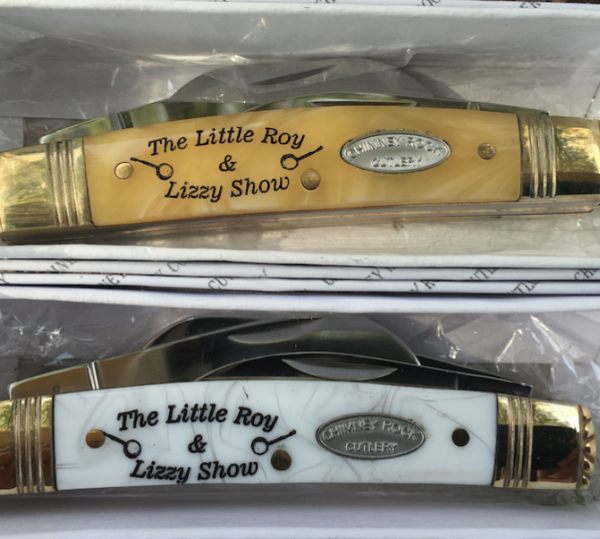 The Little Roy
&
Lizzy Show
CHIMNEY ROCK
CUTLERY
The Little Roy
&
Lizzy Show
CHIMNEY ROCK
CUTLERY